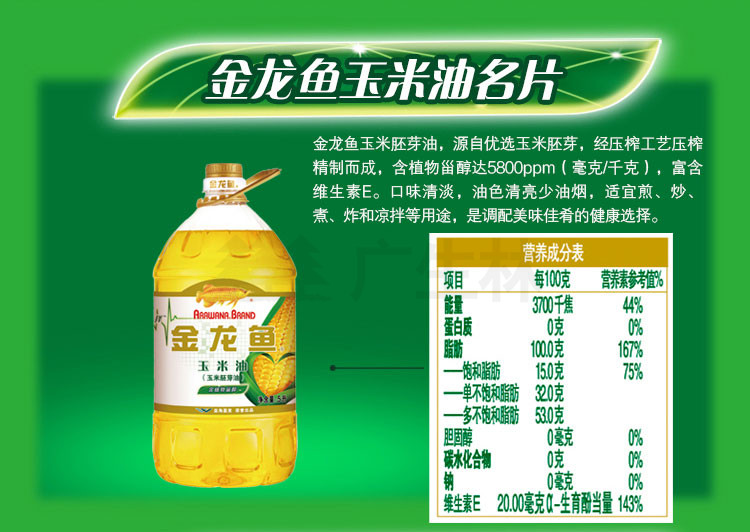 金龙鱼玉米油名片
金龙鱼玉米胚芽油，源自优选玉米胚芽，经压榨工艺压榨
精制而成，含植物甾醇达5800ppm（毫克/千克），富含
维生素E。口味清淡，油色清亮少油烟，适宜煎、炒、
煮、炸和凉拌等用途，是调配美味佳肴的健康选择。
金龙鱼
ARAWANA BRAND
金龙鱼
玉米油
（玉米胚芽油）
净含量：5升
广生林
营养成分表
项目 每100克 营养素参考值%
能量 3700千焦 44%
蛋白质 0克 0%
脂肪 100.0克 167%
——饱和脂肪 15.0克 75%
——单不饱和脂肪 32.0克
——多不饱和脂肪 53.0克
胆固醇 0毫克 0%
碳水化合物 0克 0%
钠 0毫克 0%
维生素E 20.00毫克α-生育酚当量 143%